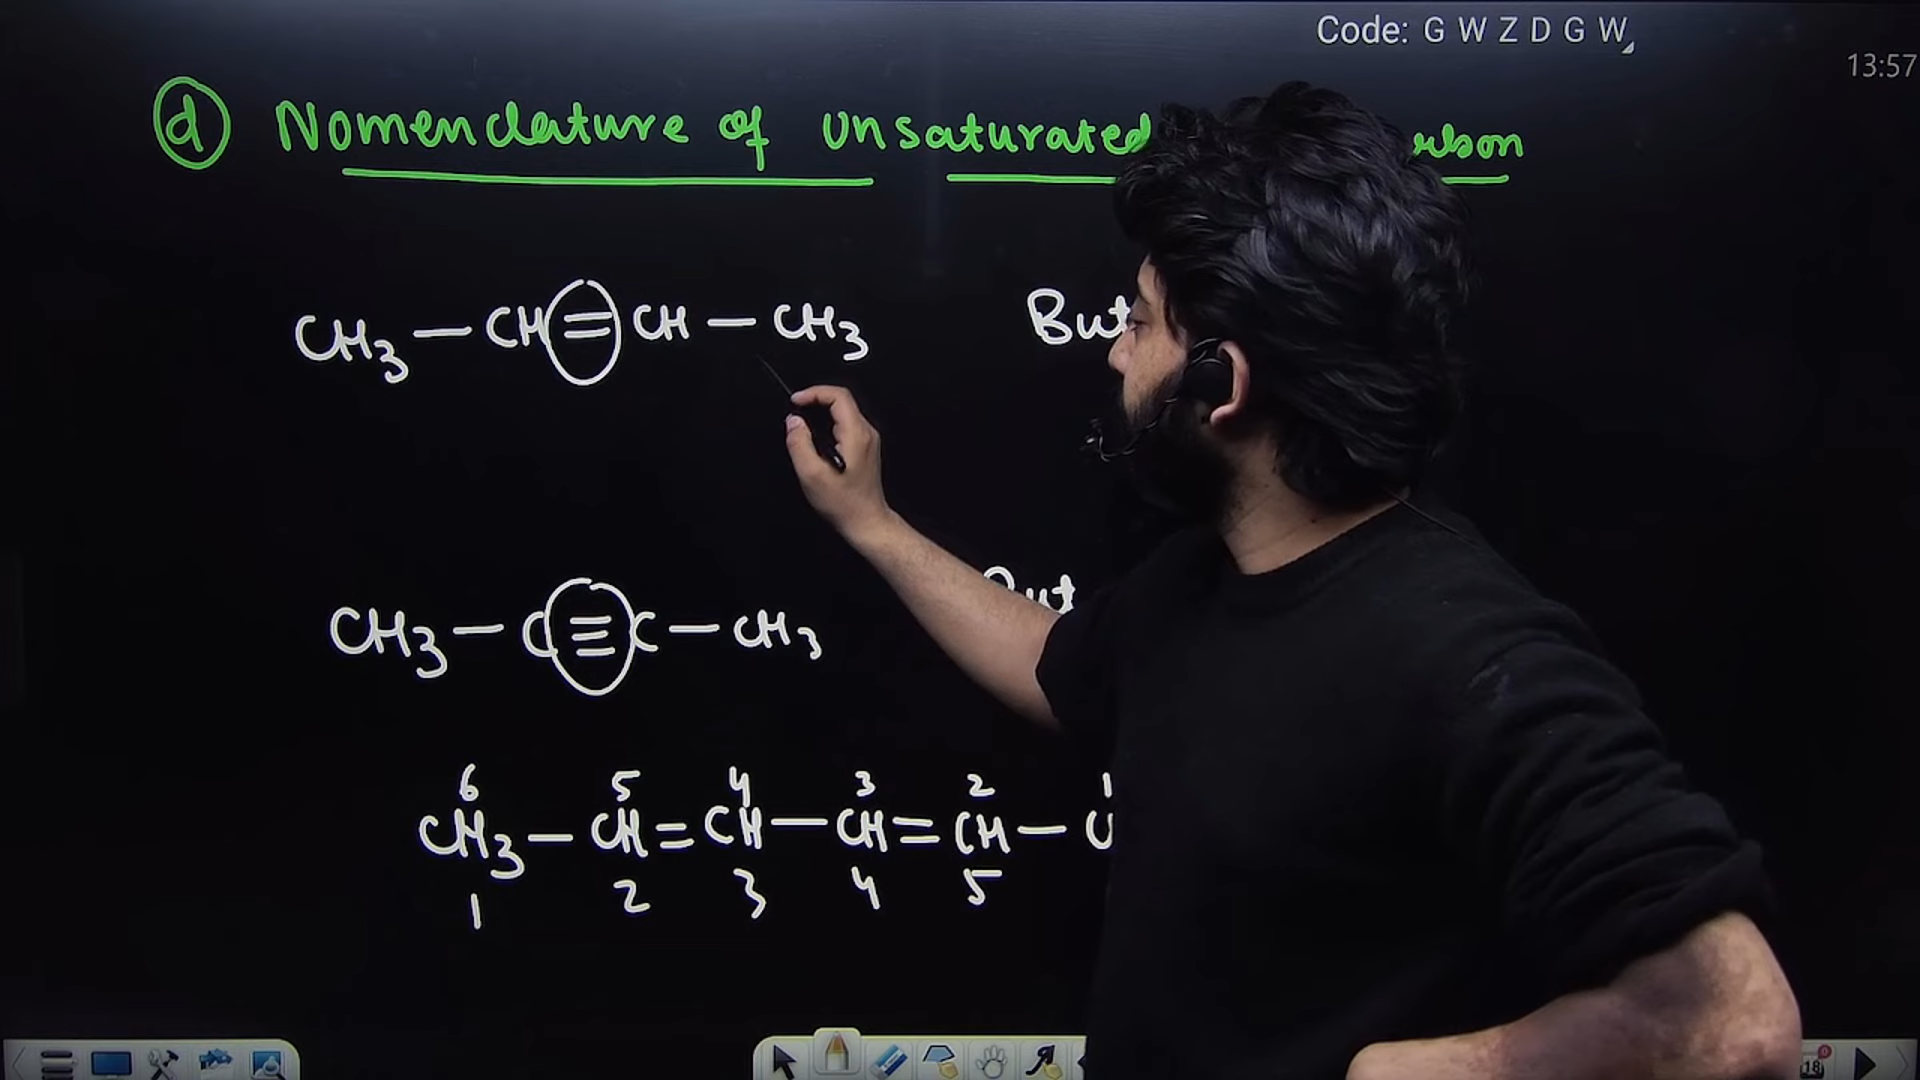 Code: G W Z D G W
13:57
d Nomenclature of unsaturated
CH3 — CH = CH — CH3 But
CH3 — C ≡ C — CH3
6 5 4 3 2 1
CH3 — CH = CH — CH = CH — C
1 2 3 4 5
18